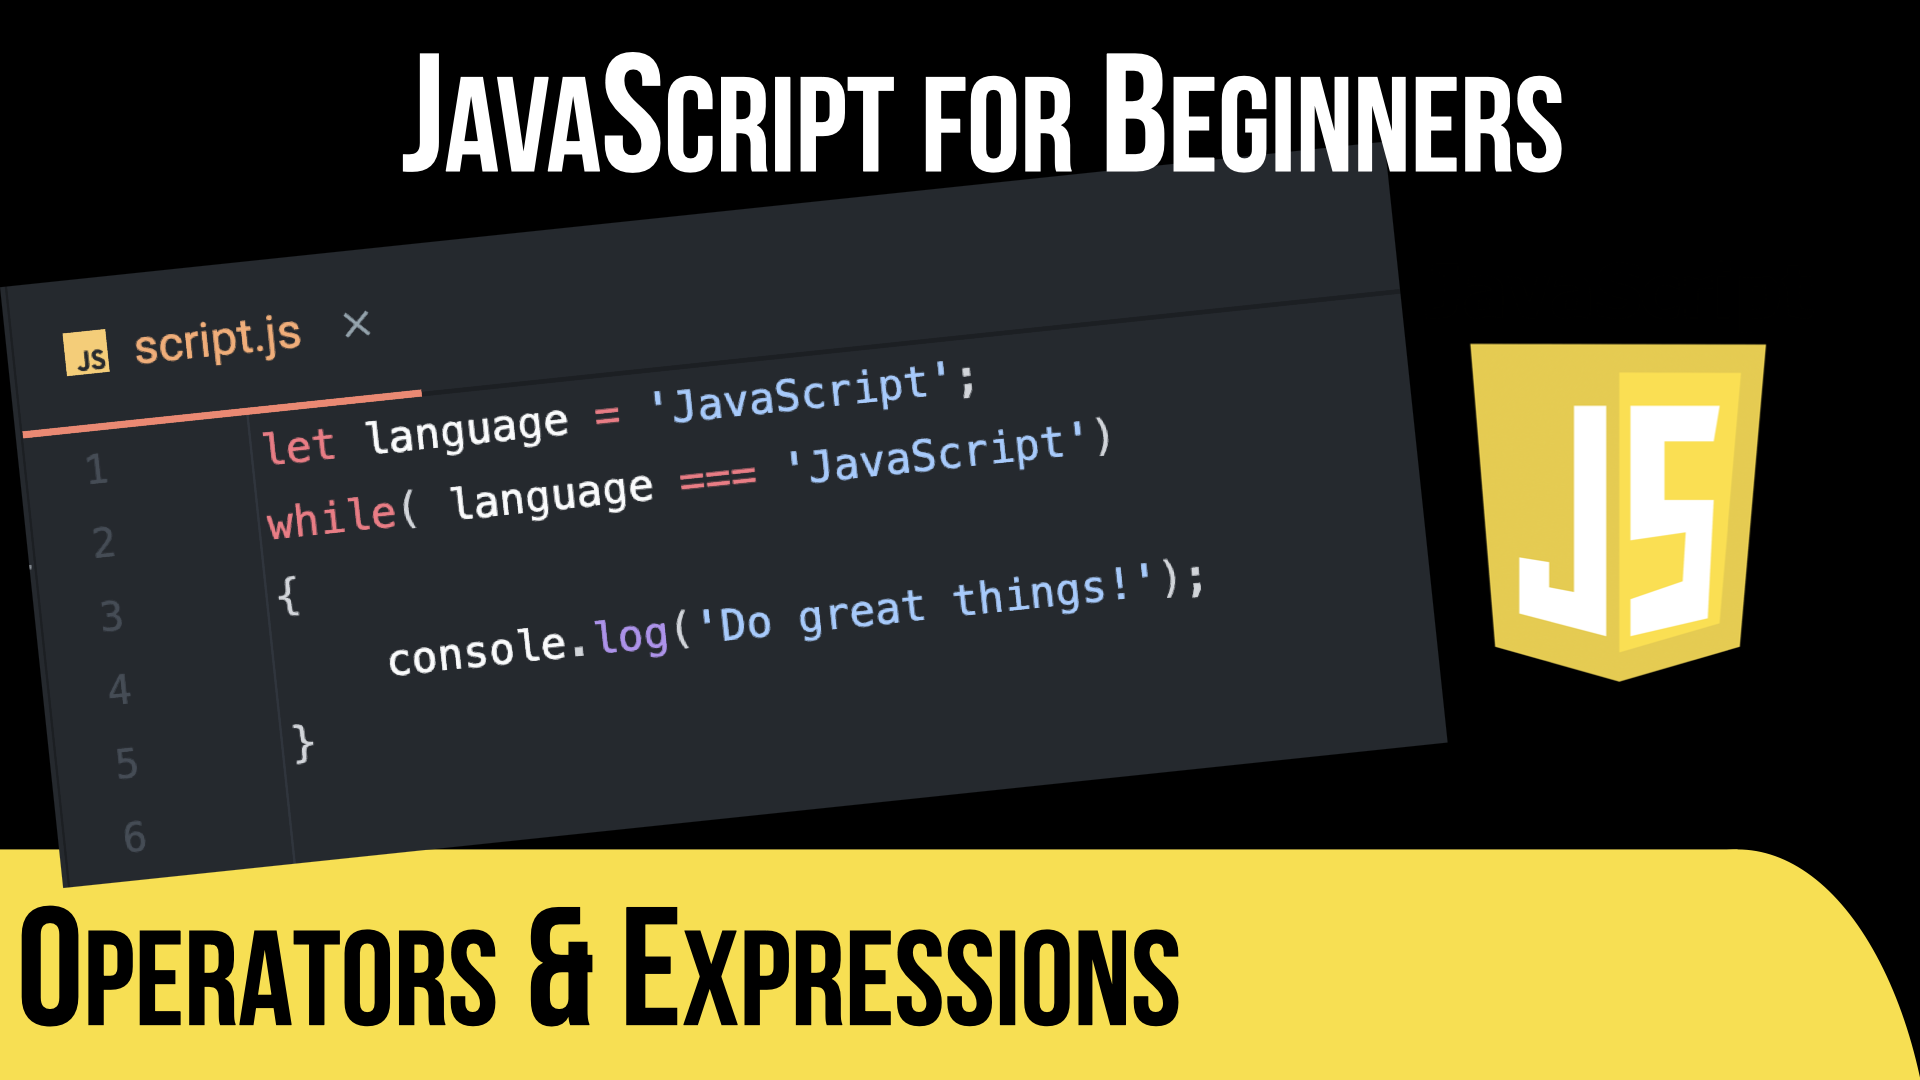 JavaScript for Beginners
JS script.js ×
1 let language = 'JavaScript';
2 while( language === 'JavaScript')
3 {
4     console.log('Do great things!');
5 }
6
JS
Operators & Expressions